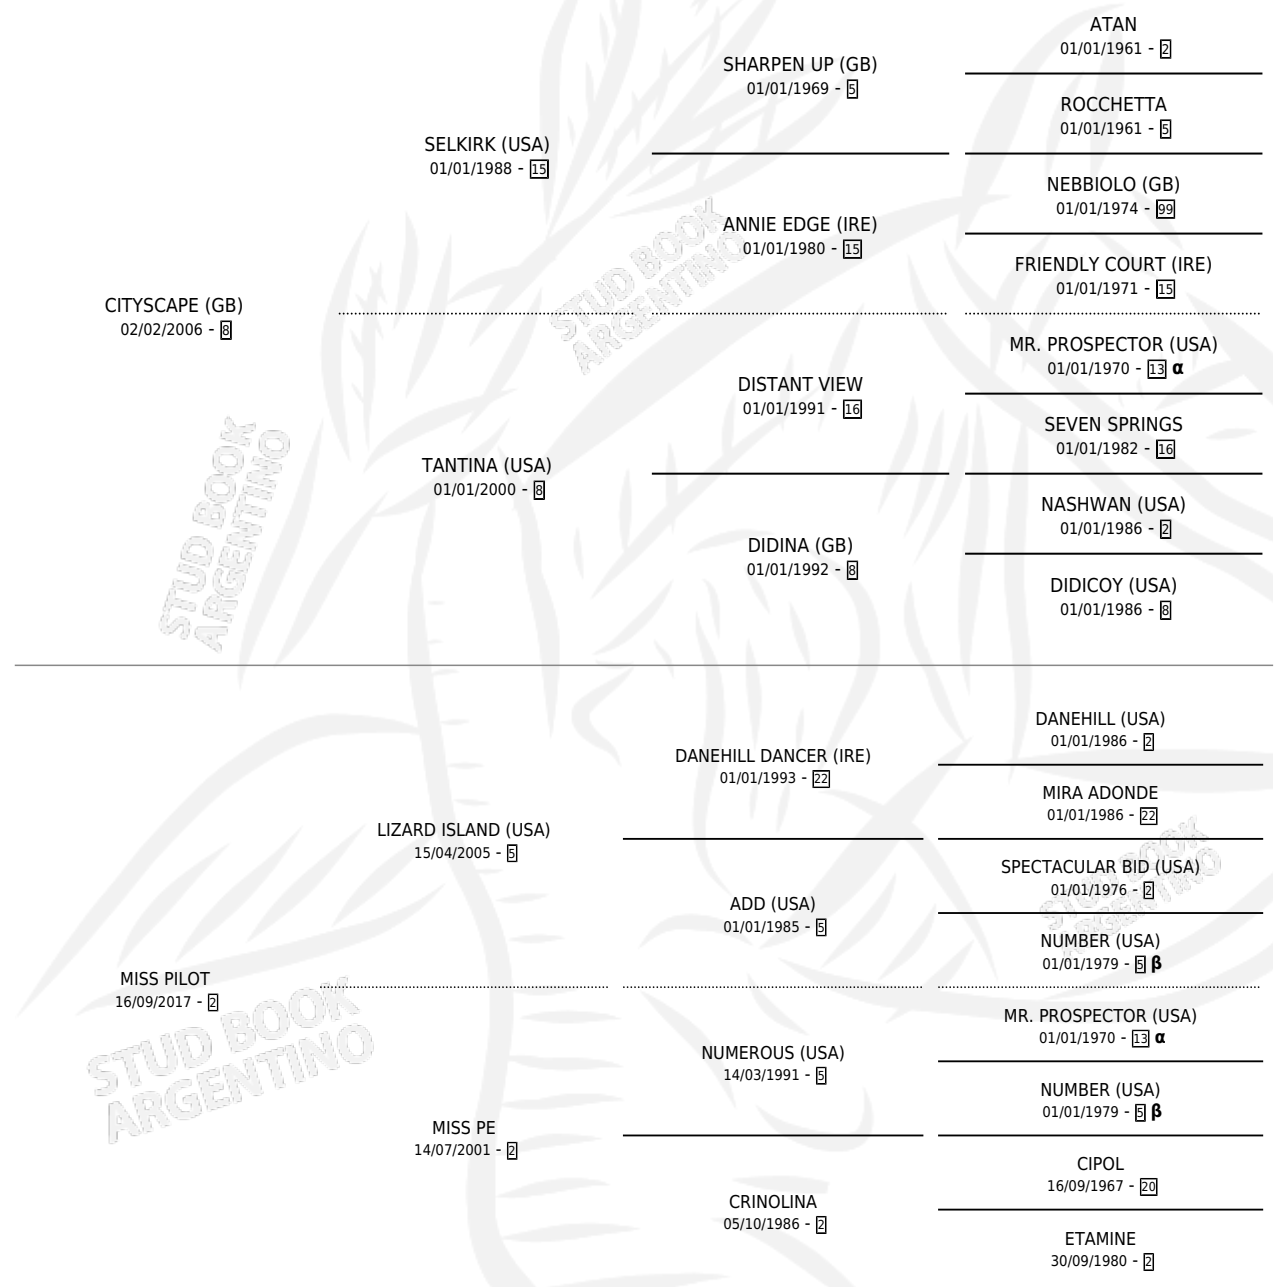 ATAN
01/01/1961 - 2
SHARPEN UP (GB)
01/01/1969 - 5
ROCCHETTA
01/01/1961 - 5
SELKIRK (USA)
01/01/1988 - 15
NEBBIOLO (GB)
01/01/1974 - 99
ANNIE EDGE (IRE)
01/01/1980 - 15
FRIENDLY COURT (IRE)
01/01/1971 - 15
CITYSCAPE (GB)
02/02/2006 - 8
MR. PROSPECTOR (USA)
01/01/1970 - 13 α
DISTANT VIEW
01/01/1991 - 16
SEVEN SPRINGS
01/01/1982 - 16
TANTINA (USA)
01/01/2000 - 8
NASHWAN (USA)
01/01/1986 - 2
DIDINA (GB)
01/01/1992 - 8
DIDICOY (USA)
01/01/1986 - 8
DANEHILL (USA)
01/01/1986 - 2
DANEHILL DANCER (IRE)
01/01/1993 - 22
MIRA ADONDE
01/01/1986 - 22
LIZARD ISLAND (USA)
15/04/2005 - 5
SPECTACULAR BID (USA)
01/01/1976 - 2
ADD (USA)
01/01/1985 - 5
NUMBER (USA)
01/01/1979 - 5 β
MISS PILOT
16/09/2017 - 2
MR. PROSPECTOR (USA)
01/01/1970 - 13 α
NUMEROUS (USA)
14/03/1991 - 5
NUMBER (USA)
01/01/1979 - 5 β
MISS PE
14/07/2001 - 2
CIPOL
16/09/1967 - 20
CRINOLINA
05/10/1986 - 2
ETAMINE
30/09/1980 - 2
STUD BOOK
ARGENTINO
STUD BOOK
ARGENTINO
STUD BOOK
ARGENTINO
STUD BOOK
ARGENTINO